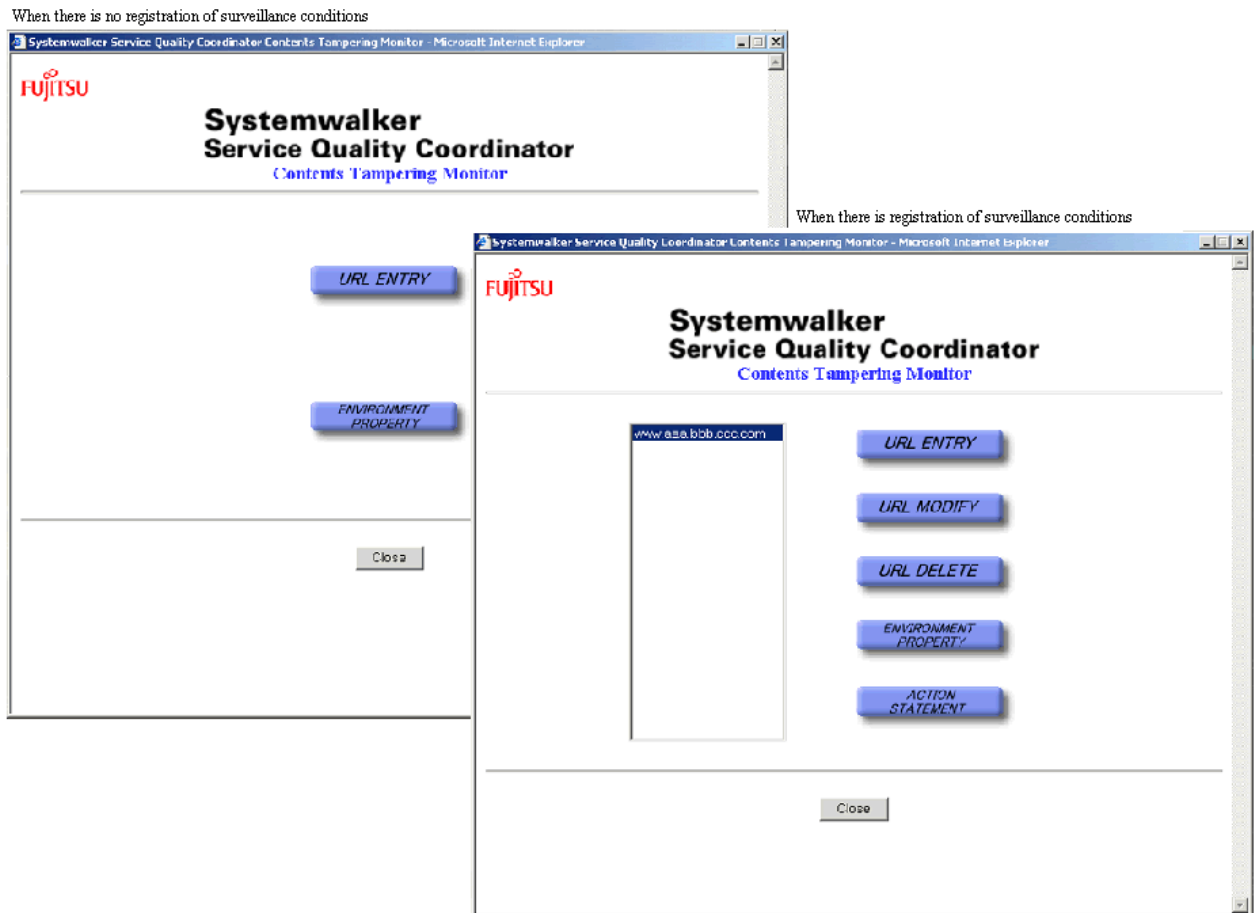 When there is no registration of surveillance conditions
Systemwalker Service Quality Coordinator Contents Tampering Monitor - Microsoft Internet Explorer
FUJITSU
Systemwalker
Service Quality Coordinator
Contents Tampering Monitor
URL ENTRY
ENVIRONMENT
PROPERTY
Close
When there is registration of surveillance conditions
Systemwalker Service Quality Coordinator Contents Tampering Monitor - Microsoft Internet Explorer
FUJITSU
Systemwalker
Service Quality Coordinator
Contents Tampering Monitor
www.aaa.bbb.ccc.com
URL ENTRY
URL MODIFY
URL DELETE
ENVIRONMENT
PROPERTY
ACTION
STATEMENT
Close